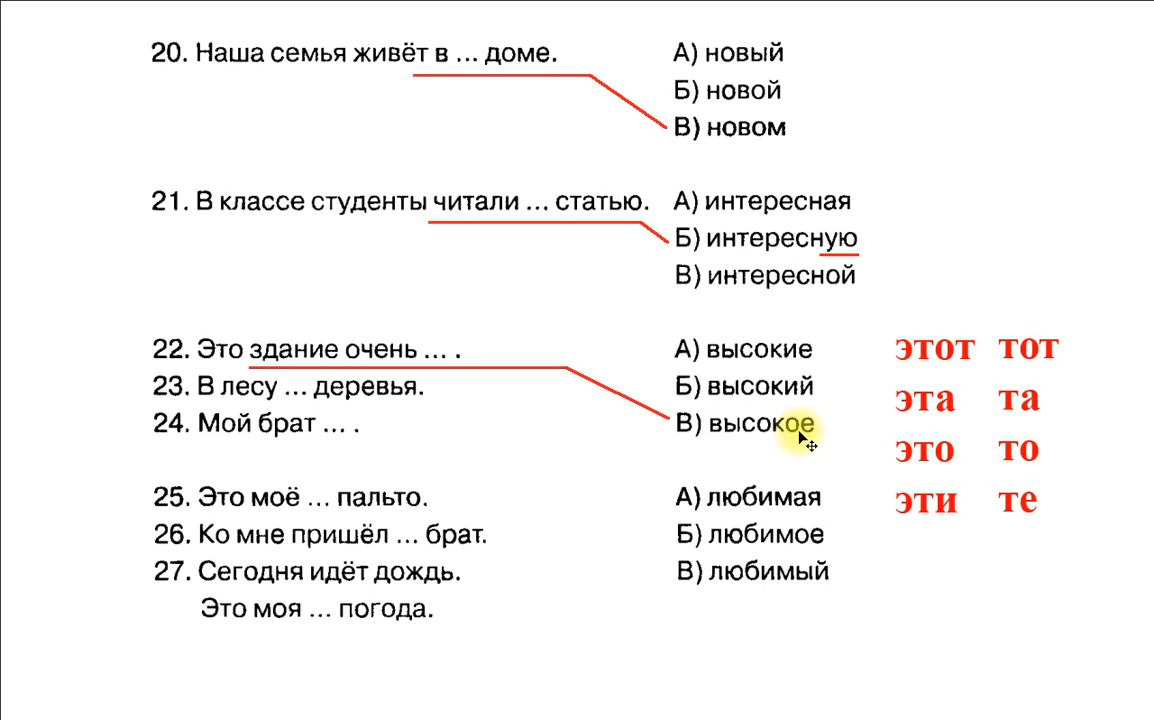 20. Наша семья живёт в ... доме. А) новый
Б) новой
В) новом
21. В классе студенты читали ... статью. А) интересная
Б) интересную
В) интересной
22. Это здание очень ... . А) высокие этот тот
23. В лесу ... деревья. Б) высокий эта та
24. Мой брат ... . В) высокое это то
25. Это моё ... пальто. А) любимая эти те
26. Ко мне пришёл ... брат. Б) любимое
27. Сегодня идёт дождь. В) любимый
Это моя ... погода.